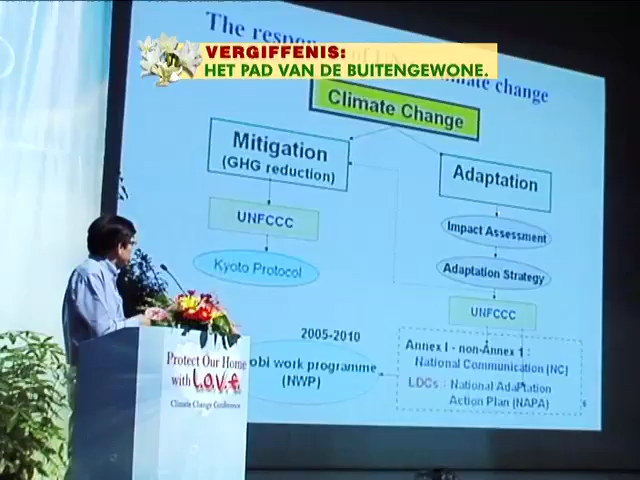 The respon
VERGIFFENIS:
HET PAD VAN DE BUITENGEWONE.
climate change
Climate Change
Mitigation
(GHG reduction)
Adaptation
UNFCCC
Impact Assessment
Kyoto Protocol
Adaptation Strategy
UNFCCC
2005-2010
obi work programme
(NWP)
Annex I - non-Annex 1 :
National Communication (NC)
LDCs : National Adaptation
Action Plan (NAPA)
Protect Our Home
with L.O.V.E.
Climate Change Conference